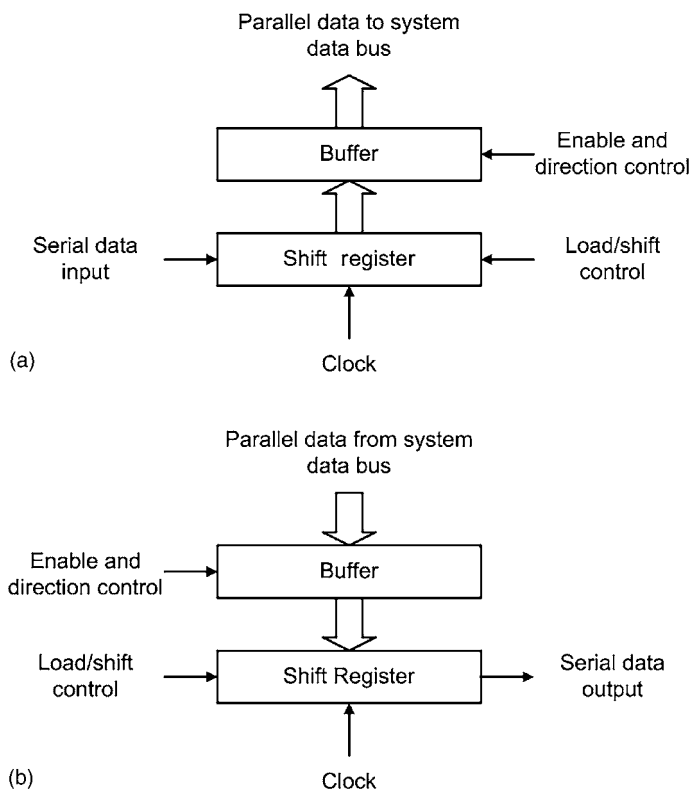 Parallel data to system
data bus
Buffer
Enable and
direction control
Serial data
input
Shift register
Load/shift
control
Clock
(a)
Parallel data from system
data bus
Enable and
direction control
Buffer
Load/shift
control
Shift Register
Serial data
output
Clock
(b)